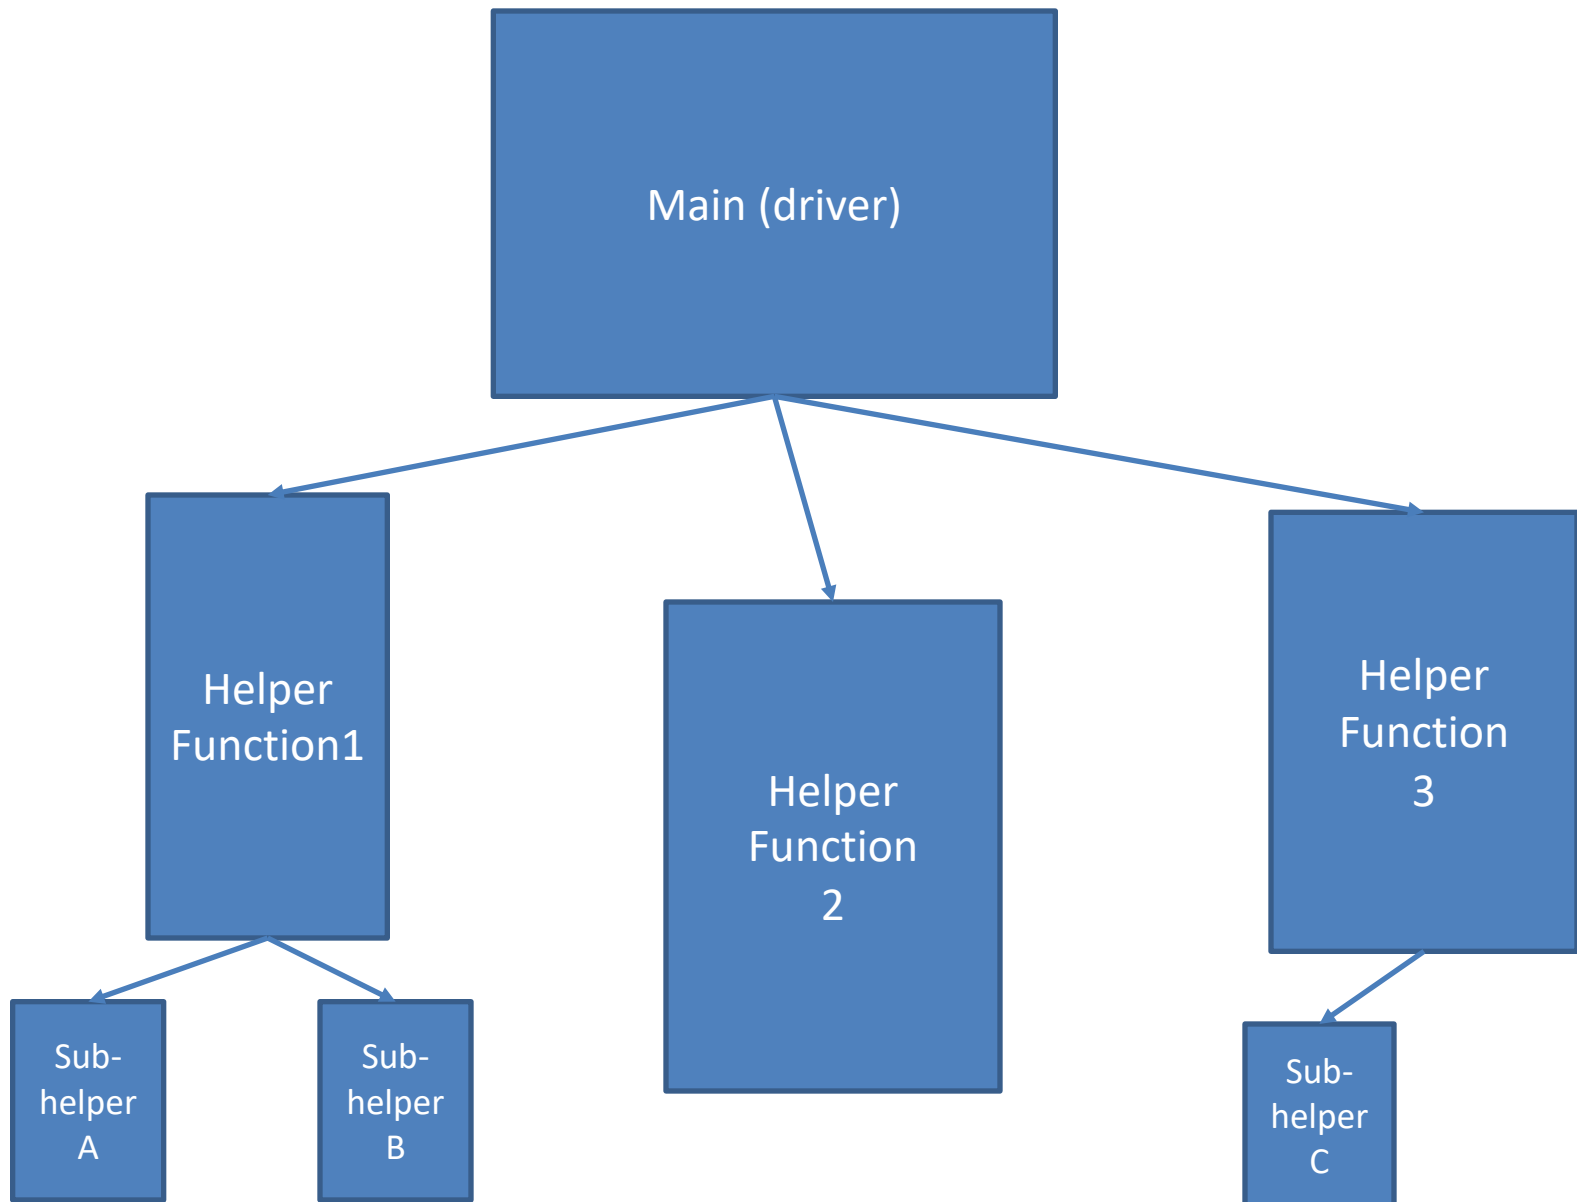 Main (driver)
Helper
Function1
Helper
Function
2
Helper
Function
3
Sub-
helper
A
Sub-
helper
B
Sub-
helper
C